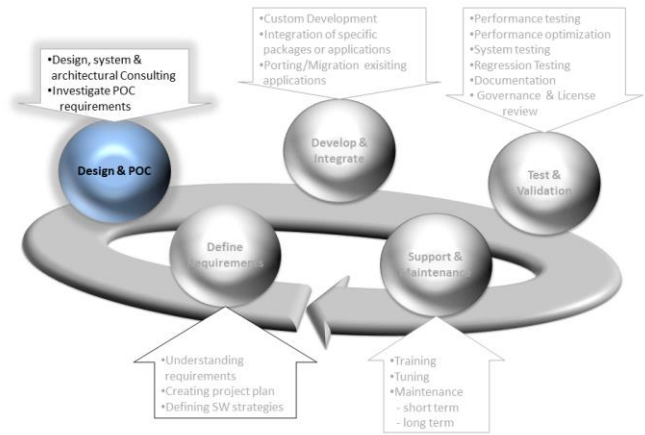 •Design, system &
architectural Consulting
•Investigate POC
requirements
Design & POC
•Custom Development
•Integration of specific
packages or applications
•Porting/Migration exisiting
applications
Develop &
Integrate
•Performance testing
•Performance optimization
•System testing
•Regression Testing
•Documentation
• Governance & License
review
Test &
Validation
Define
Requirements
•Understanding
requirements
•Creating project plan
•Defining SW strategies
Support &
Maintenance
•Training
•Tuning
•Maintenance
- short term
- long term